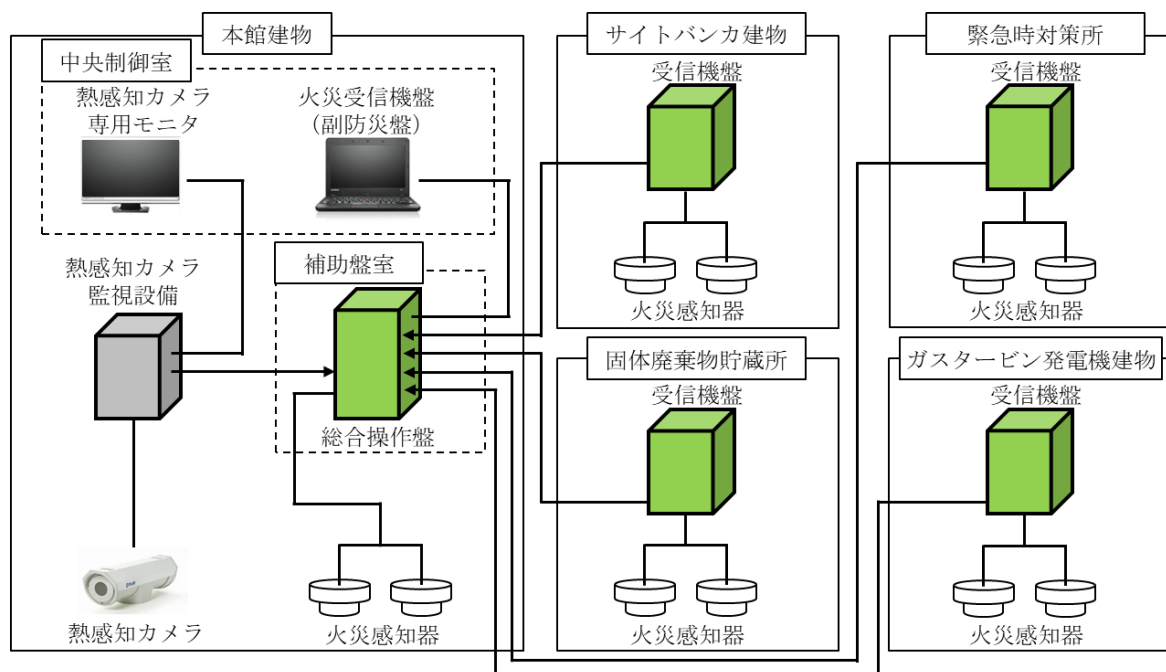 本館建物
中央制御室
熱感知カメラ
専用モニタ
火災受信機盤
(副防災盤)
熱感知カメラ
監視設備
補助盤室
総合操作盤
熱感知カメラ
火災感知器
サイトバンカ建物
受信機盤
火災感知器
緊急時対策所
受信機盤
火災感知器
固体廃棄物貯蔵所
受信機盤
火災感知器
ガスタービン発電機建物
受信機盤
火災感知器